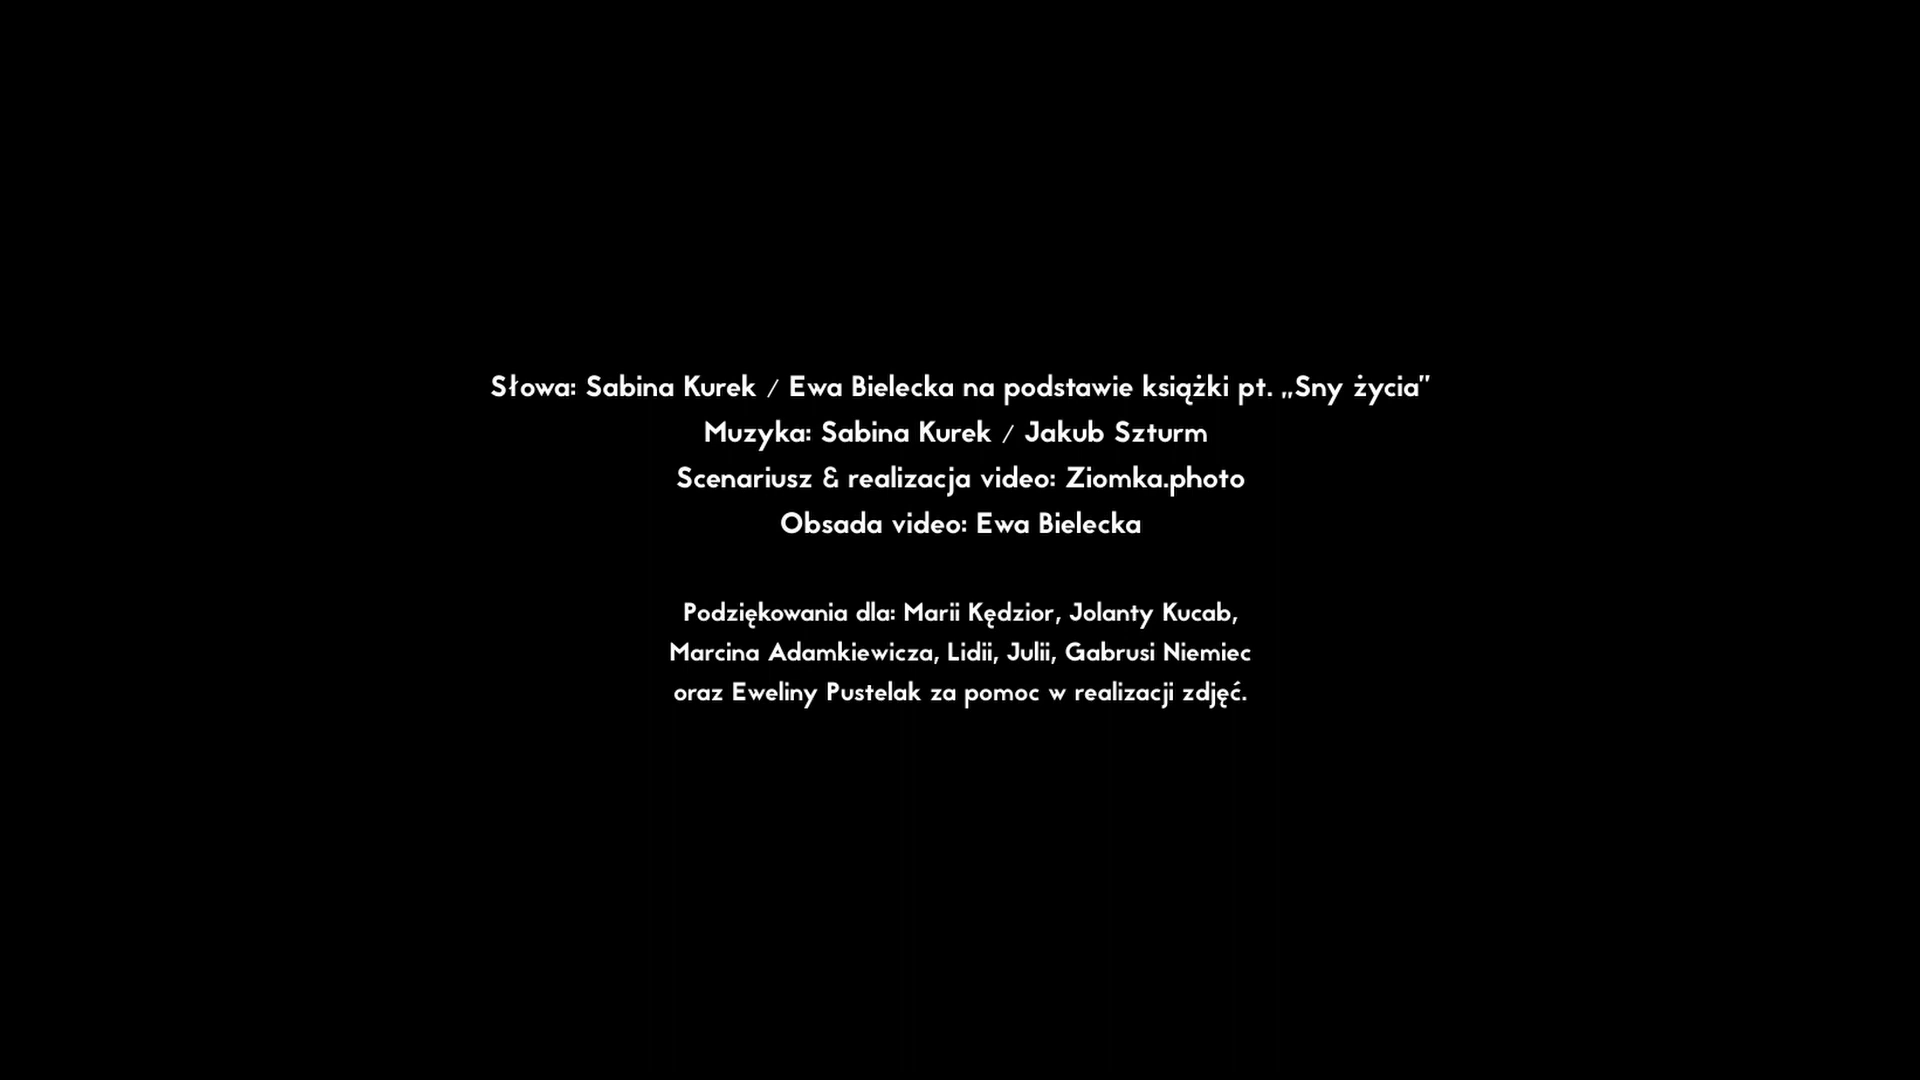 Słowa: Sabina Kurek / Ewa Bielecka na podstawie książki pt. „Sny życia"
Muzyka: Sabina Kurek / Jakub Szturm
Scenariusz & realizacja video: Ziomka.photo
Obsada video: Ewa Bielecka
Podziękowania dla: Marii Kędzior, Jolanty Kucab,
Marcina Adamkiewicza, Lidii, Julii, Gabrusi Niemiec
oraz Eweliny Pustelak za pomoc w realizacji zdjęć.